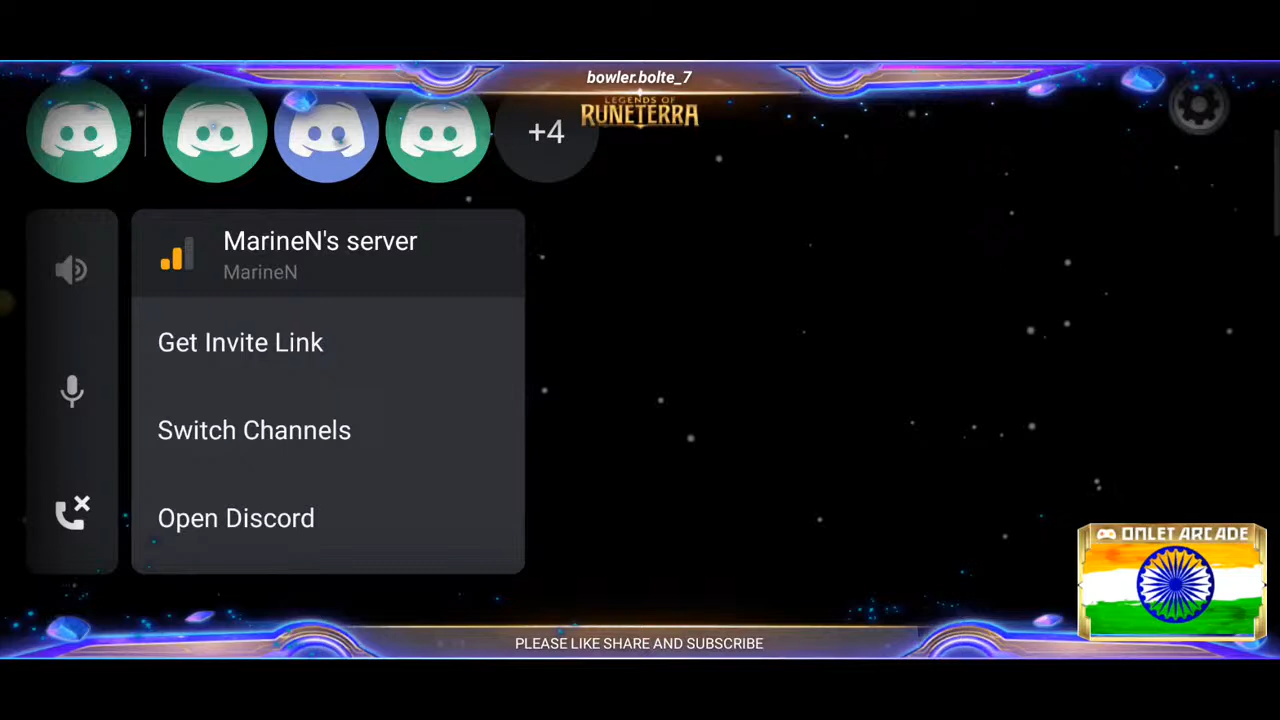 bowler.bolte_7
LEGENDS OF
RUNETERRA
+4
MarineN's server
MarineN
Get Invite Link
Switch Channels
Open Discord
OMLET ARCADE
PLEASE LIKE SHARE AND SUBSCRIBE